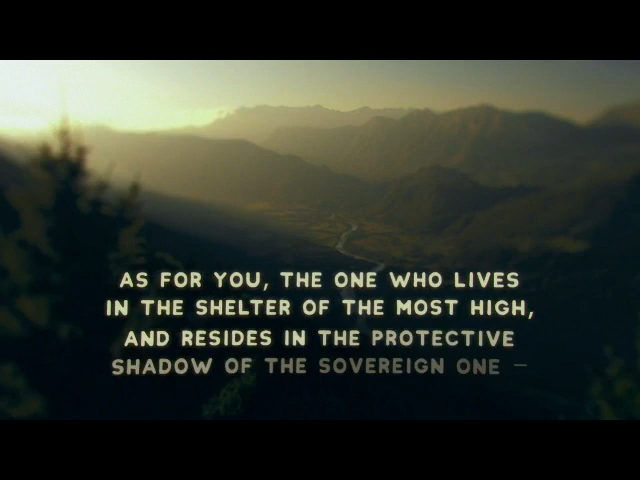 AS FOR YOU, THE ONE WHO LIVES
IN THE SHELTER OF THE MOST HIGH,
AND RESIDES IN THE PROTECTIVE
SHADOW OF THE SOVEREIGN ONE —